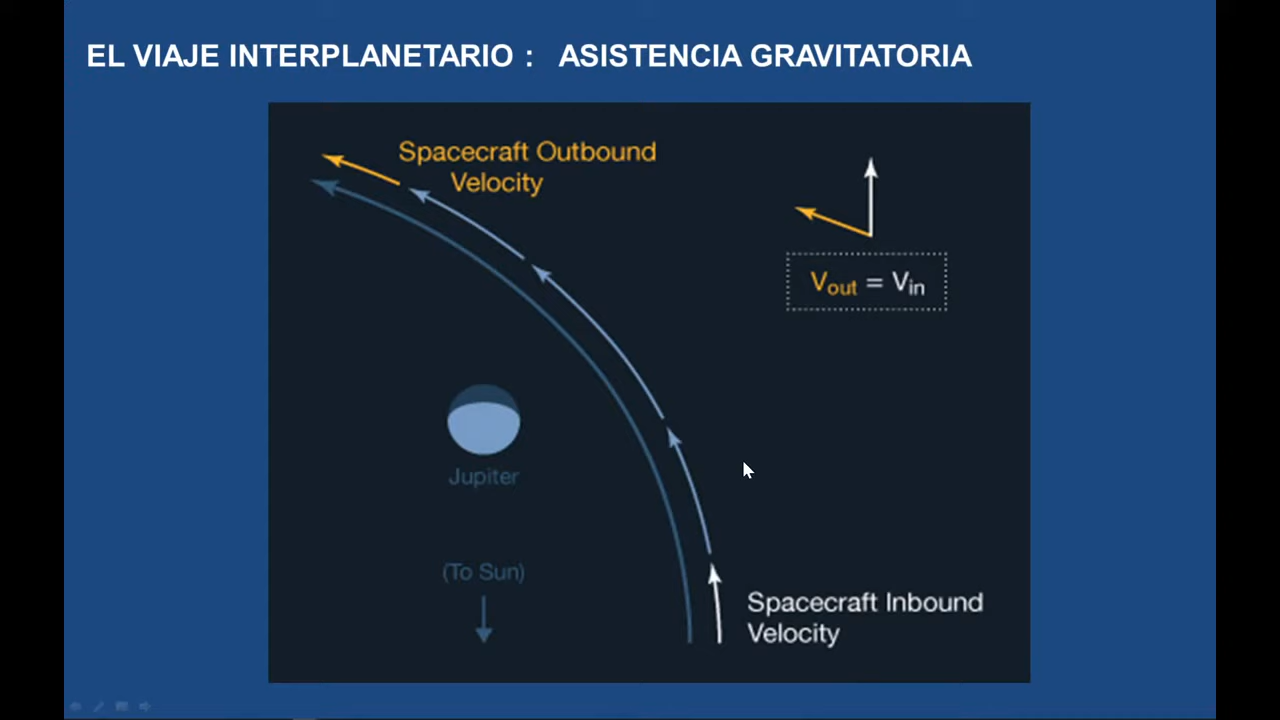 EL VIAJE INTERPLANETARIO : ASISTENCIA GRAVITATORIA
Spacecraft Outbound
Velocity
Vout = Vin
Jupiter
(To Sun)
Spacecraft Inbound
Velocity